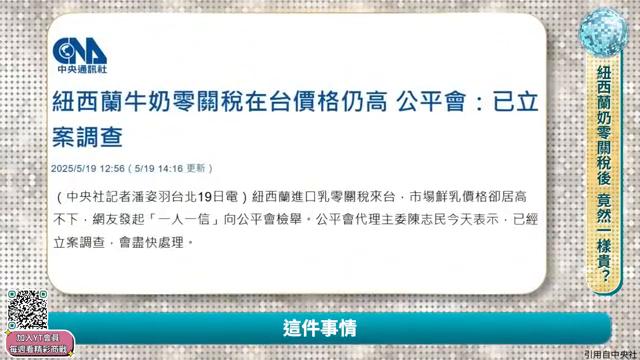 CNA
中央通訊社
紐西蘭牛奶零關稅在台價格仍高 公平會：已立
案調查
2025/5/19 12:56（5/19 14:16 更新）
（中央社記者潘姿羽台北19日電）紐西蘭進口乳零關稅來台，市場鮮乳價格卻居高
不下，網友發起「一人一信」向公平會檢舉。公平會代理主委陳志民今天表示，已經
立案調查，會盡快處理。
紐西蘭奶零關稅後 竟然一樣貴？
加入YT會員
每週看精彩商戰
這件事情
引用自中央社